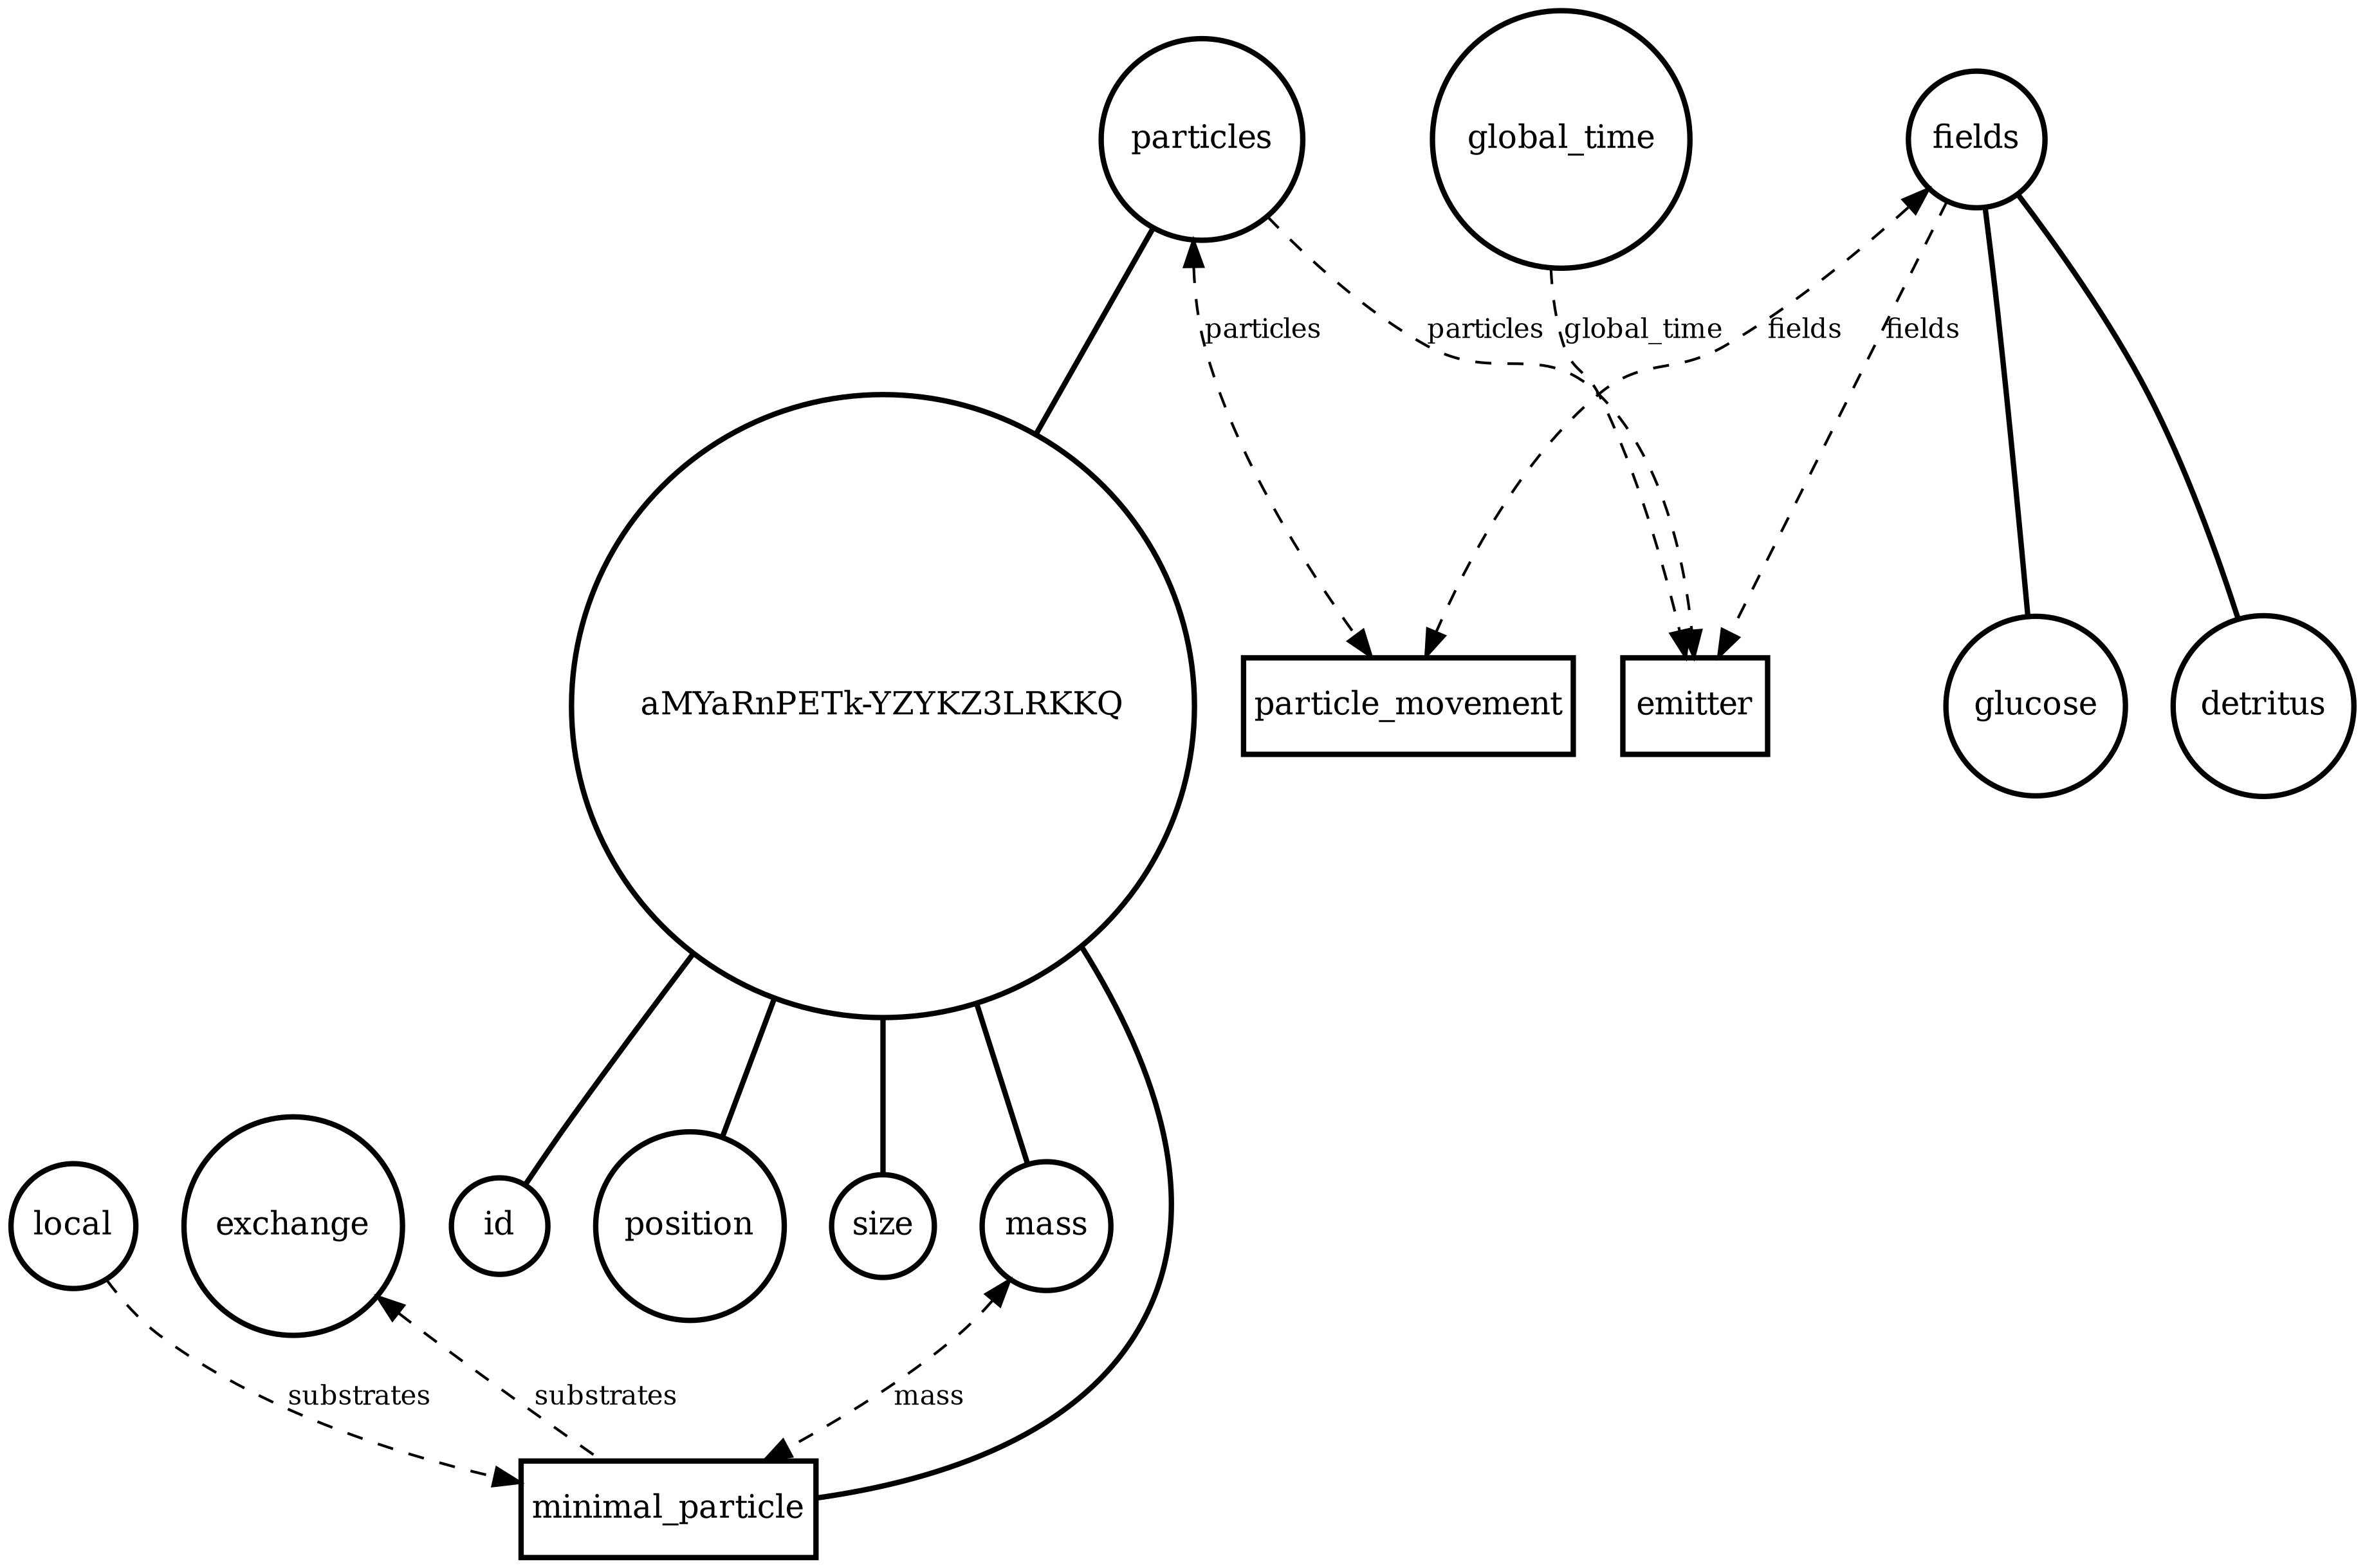 particles
global_time
fields
particles
particles
global_time
fields
fields
aMYaRnPETk-YZYKZ3LRKKQ
particle_movement
emitter
glucose
detritus
local
exchange
id
position
size
mass
substrates
substrates
mass
minimal_particle